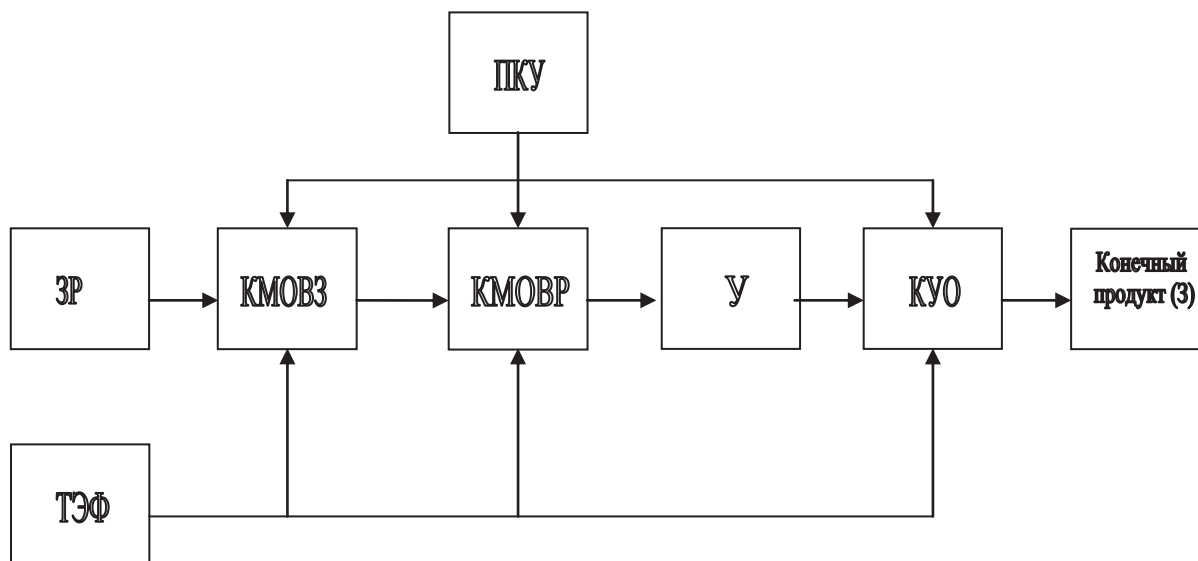 ПКУ
ЗР
КМОВЗ
КМОВР
У
КУО
Конечный
продукт (З)
ТЭФ